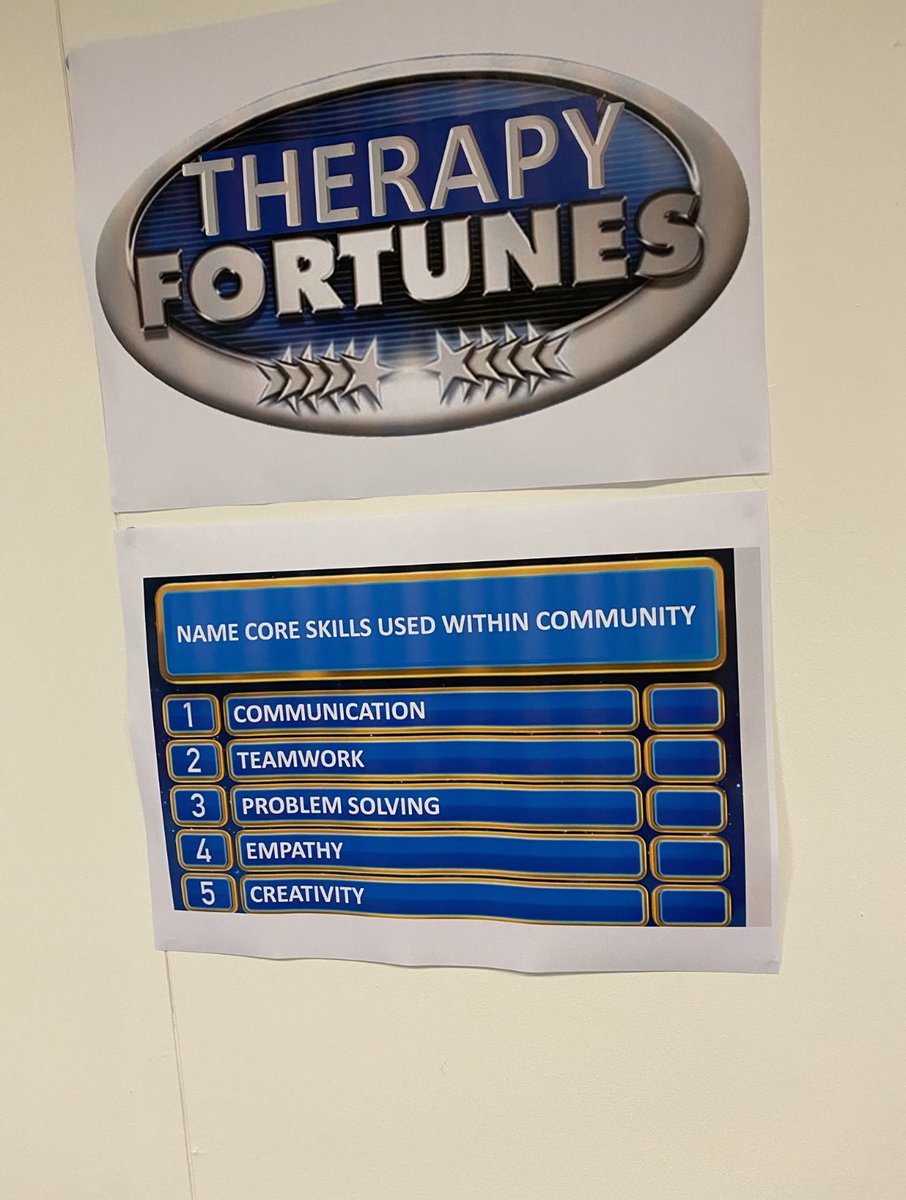 THERAPY
FORTUNES
NAME CORE SKILLS USED WITHIN COMMUNITY
1 COMMUNICATION
2 TEAMWORK
3 PROBLEM SOLVING
4 EMPATHY
5 CREATIVITY